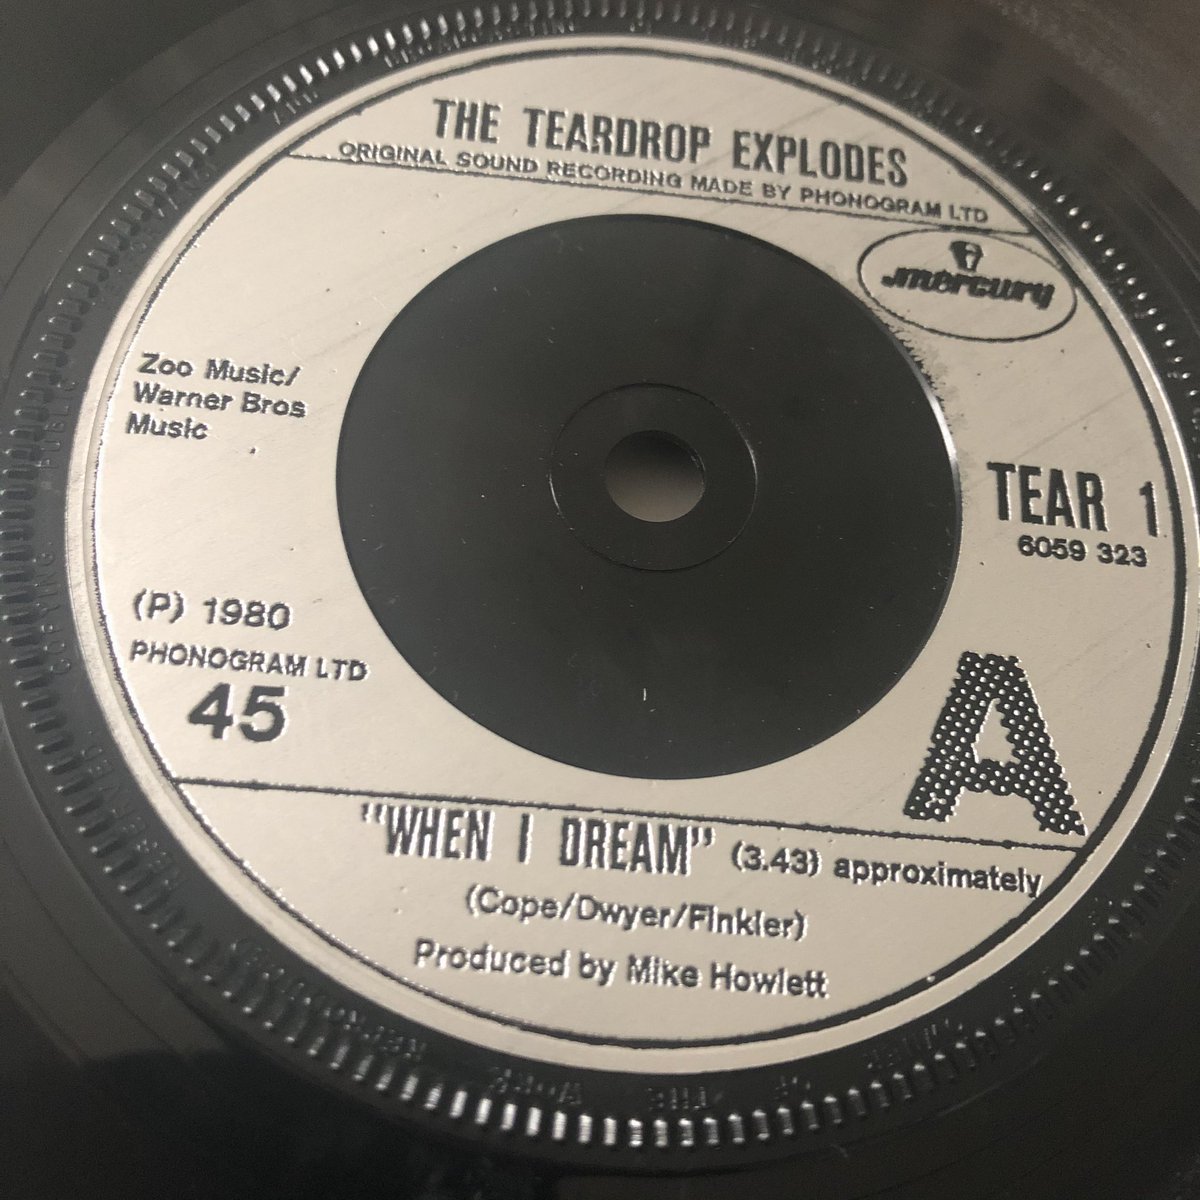 THE TEARDROP EXPLODES
ORIGINAL SOUND RECORDING MADE BY PHONOGRAM LTD
mercury
Zoo Music/
Warner Bros
Music
TEAR 1
6059 323
(P) 1980
PHONOGRAM LTD
45
A
"WHEN I DREAM" (3.43) approximately
(Cope/Dwyer/Finkler)
Produced by Mike Howlett